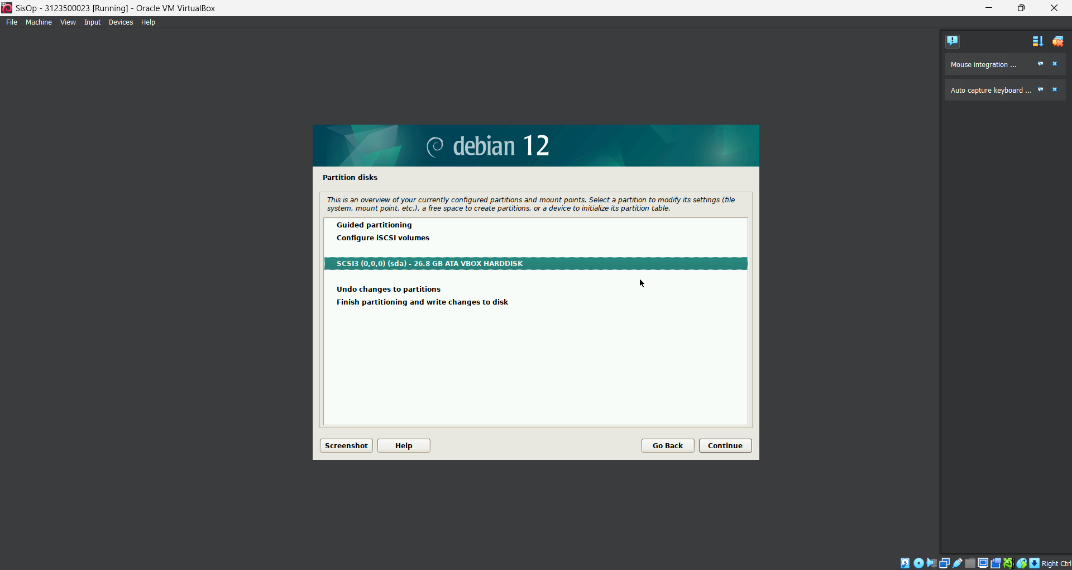 SisOp - 3123500023 [Running] - Oracle VM VirtualBox
File Machine View Input Devices Help
Mouse integration ...
Auto capture keyboard ...
debian 12
Partition disks
This is an overview of your currently configured partitions and mount points. Select a partition to modify its settings (file
system, mount point, etc.), a free space to create partitions, or a device to initialize its partition table.
Guided partitioning
Configure iSCSI volumes
SCSI3 (0,0,0) (sda) - 26.8 GB ATA VBOX HARDDISK
Undo changes to partitions
Finish partitioning and write changes to disk
Screenshot Help Go Back Continue
Right Ctrl